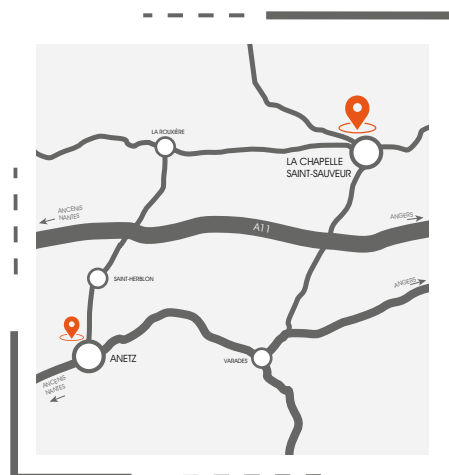 LA ROUXIÈRE
LA CHAPELLE
SAINT-SAUVEUR
ANCENIS
NANTES
ANGERS
A11
SAINT-HERBLON
ANGERS
ANETZ
VARADES
ANCENIS
NANTES